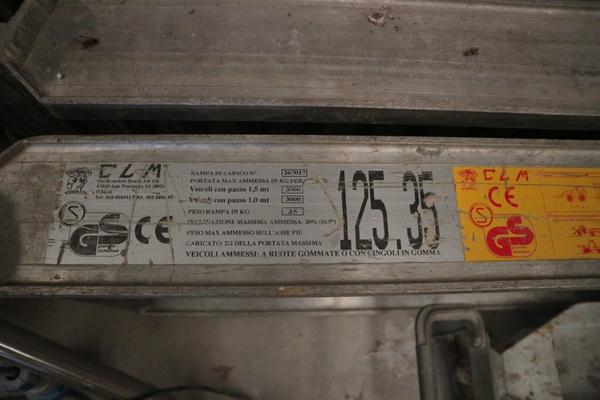 CLM
ITALIA
RAMPA DI CARICO N° 267017
PORTATA MAX AMMESSA IN KG PER
Veicoli con passo 1,5 mt
Veicoli con passo 1,0 mt 3000
PESO RAMPA IN KG 35
INCLINAZIONE MASSIMA AMMESSA: 30% (16,5°)
PESO MAX AMMESSO SULL'ASSE PIÙ
CARICATO: 2/3 DELLA PORTATA MASSIMA
VEICOLI AMMESSI: A RUOTE GOMMATE O CON CINGOLI IN GOMMA
125.35
S
GS
CE
CLM
CE
S
GS